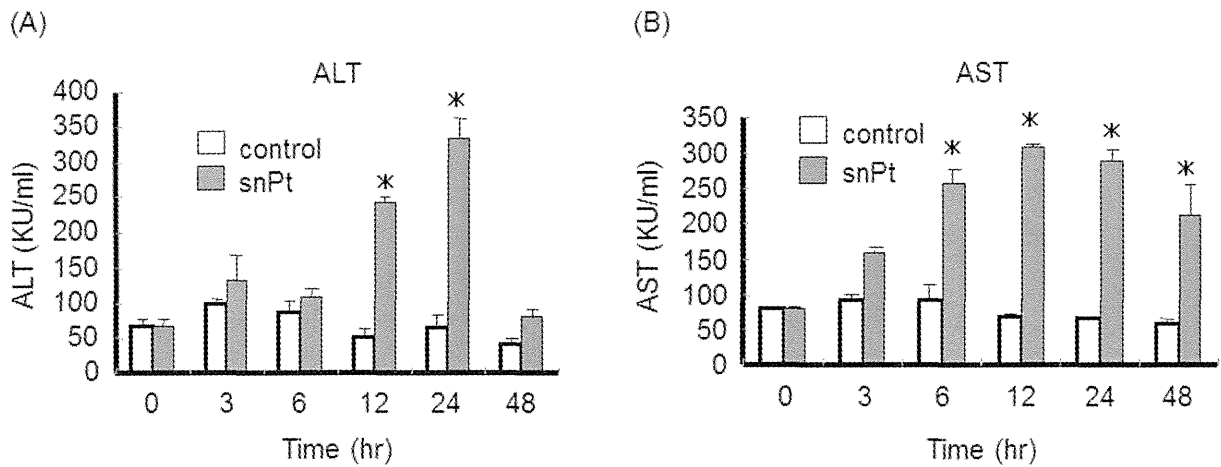 (A)
ALT
ALT (KU/ml)
400
350
300
250
200
150
100
50
0
control
snPt
*
*
0 3 6 12 24 48
Time (hr)
(B)
AST
AST (KU/ml)
350
300
250
200
150
100
50
0
control
snPt
*
*
*
*
0 3 6 12 24 48
Time (hr)